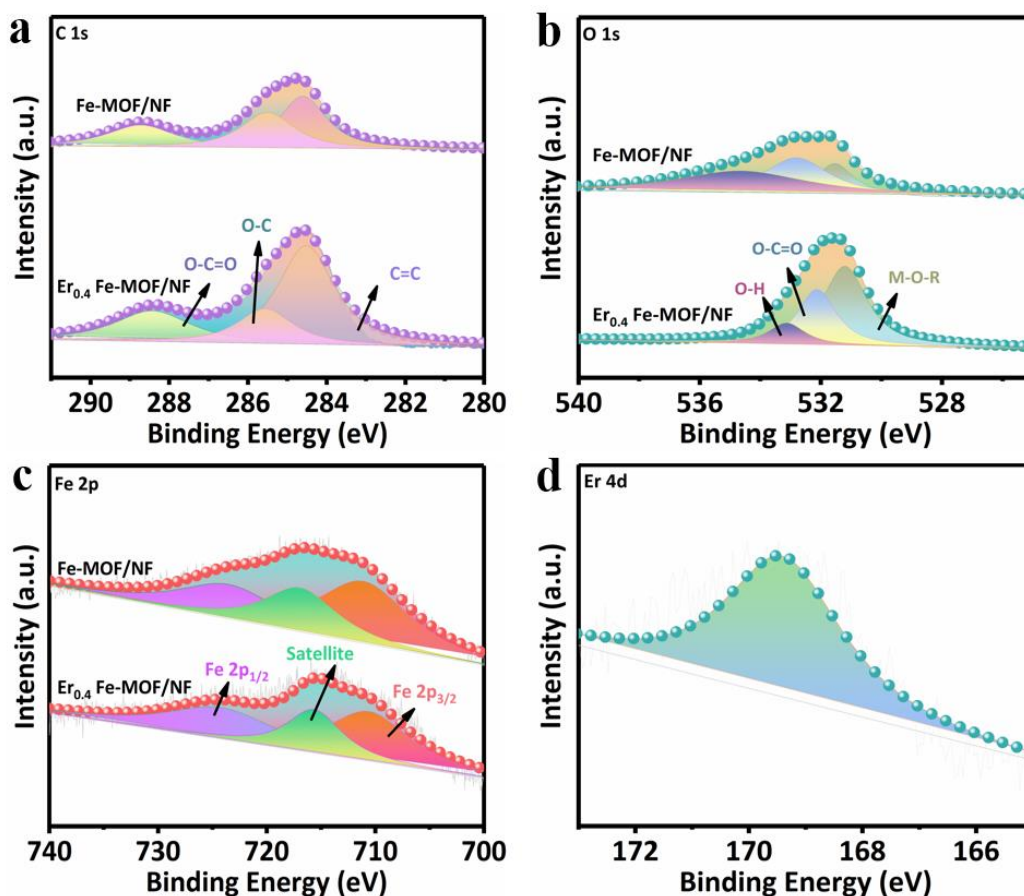 a
C 1s
Fe-MOF/NF
O-C
O-C=O
C=C
Er0.4 Fe-MOF/NF
Intensity (a.u.)
290 288 286 284 282 280
Binding Energy (eV)
b
O 1s
Fe-MOF/NF
O-C=O
O-H
M-O-R
Er0.4 Fe-MOF/NF
Intensity (a.u.)
540 536 532 528
Binding Energy (eV)
c
Fe 2p
Fe-MOF/NF
Satellite
Er0.4 Fe-MOF/NF
Fe 2p1/2
Fe 2p3/2
Intensity (a.u.)
740 730 720 710 700
Binding Energy (eV)
d
Er 4d
Intensity (a.u.)
172 170 168 166
Binding Energy (eV)